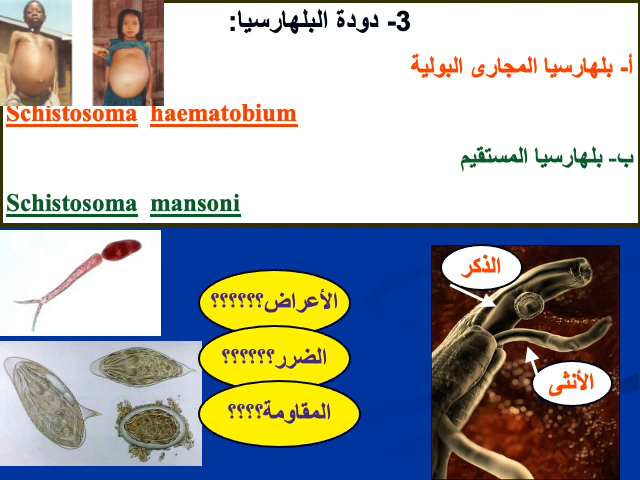 3- دودة البلهارسيا:
أ- بلهارسيا المجارى البولية
Schistosoma haematobium
ب- بلهارسيا المستقيم
Schistosoma mansoni
الذكر
الأعراض؟؟؟؟؟؟
الضرر؟؟؟؟؟؟
الأنثى
المقاومة؟؟؟؟